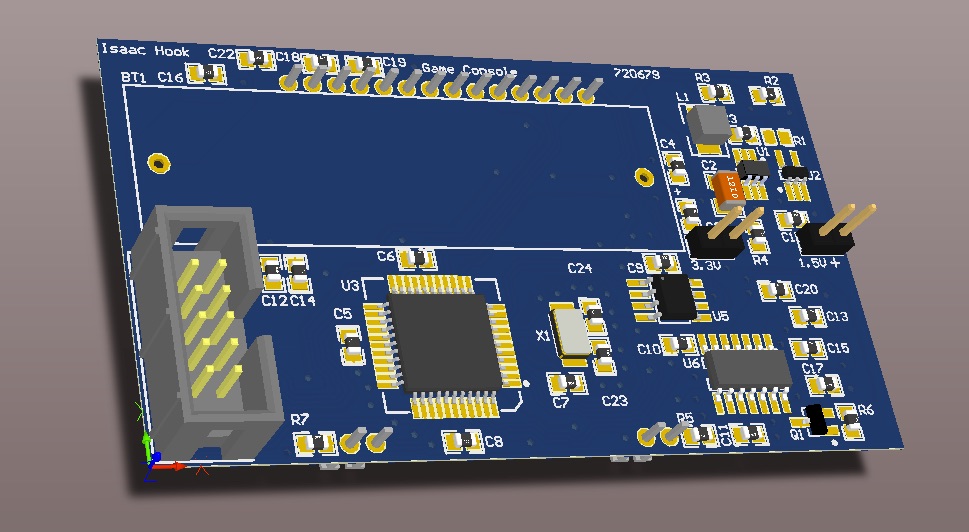 Isaac Hook
C22
C18
C19
Game Console
720679
BT1
C16
R3
R2
L1
R1
U1
C4
C2
+
3.3V
R4
1.5V+
C6
C24
C9
C12
C14
U3
C5
X1
U5
C20
C13
C10
U6
C15
C17
C7
C23
R7
C8
R5
Q1
R6